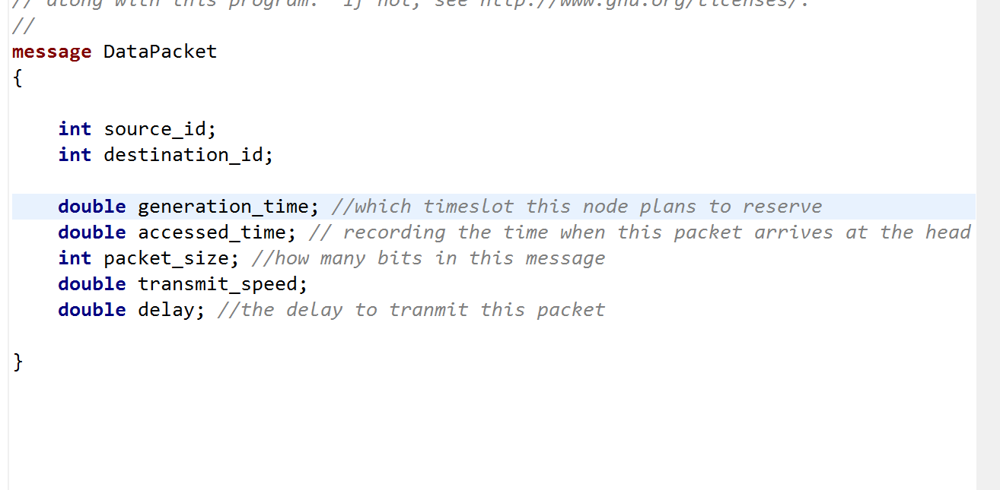 // along with this program.  If not, see http://www.gnu.org/licenses/.
//
message DataPacket
{
    int source_id;
    int destination_id;
    double generation_time; //which timeslot this node plans to reserve
    double accessed_time; // recording the time when this packet arrives at the head
    int packet_size; //how many bits in this message
    double transmit_speed;
    double delay; //the delay to tranmit this packet
}